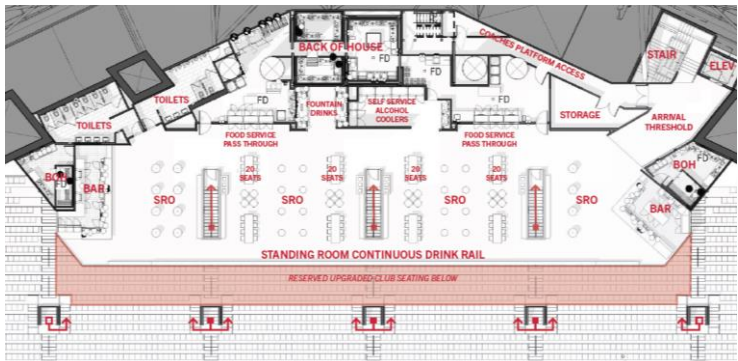 BACK OF HOUSE
FD
COACHES PLATFORM ACCESS
STAIR
ELEV
TOILETS
FD
FOUNTAIN
DRINKS
SELF SERVICE
ALCOHOL
COOLERS
FD
FD
STORAGE
ARRIVAL
THRESHOLD
TOILETS
FOOD SERVICE
PASS THROUGH
FOOD SERVICE
PASS THROUGH
BOH
FD
BAR
20
SEATS
20
SEATS
20
SEATS
20
SEATS
FD
BOH
SRO
SRO
SRO
SRO
BAR
STANDING ROOM CONTINUOUS DRINK RAIL
RESERVED UPGRADED CLUB SEATING BELOW